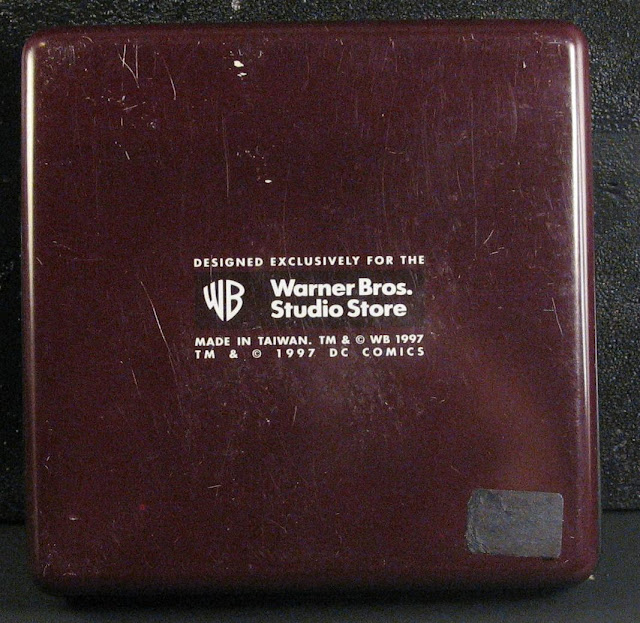 DESIGNED EXCLUSIVELY FOR THE
WB Warner Bros.
Studio Store
MADE IN TAIWAN. TM & © WB 1997
TM & © 1997 DC COMICS